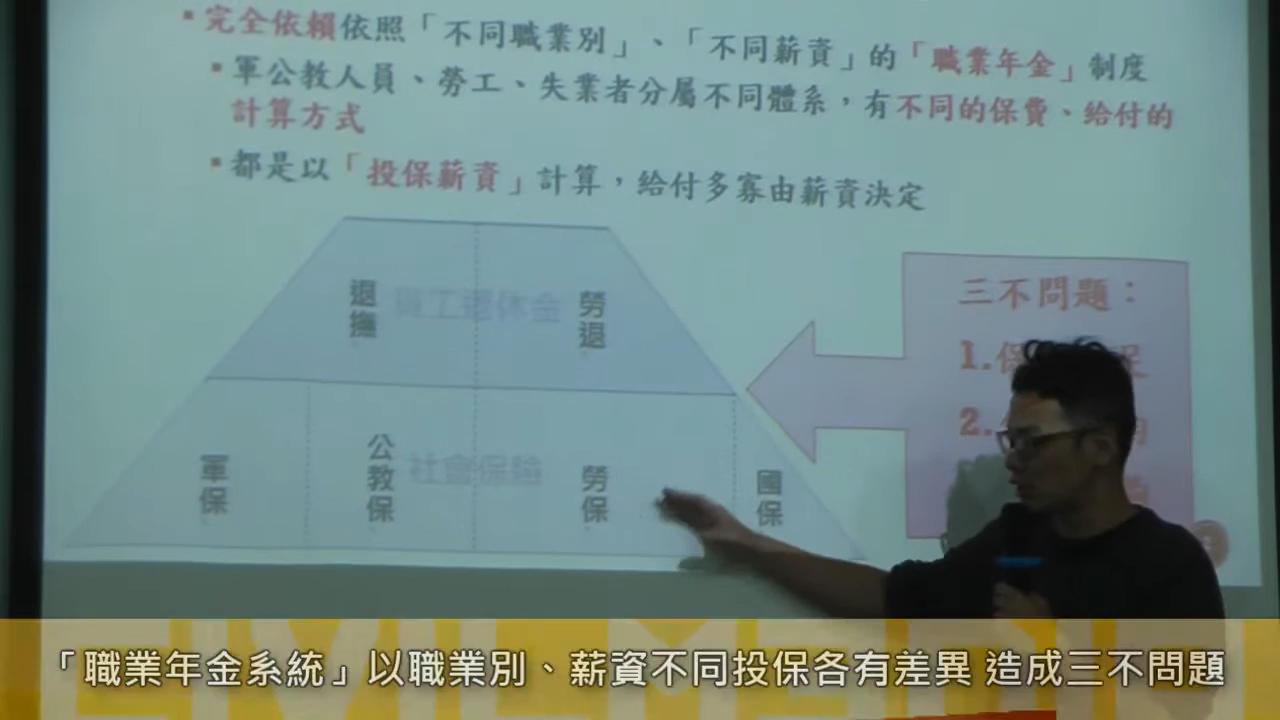 完全依賴依照「不同職業別」、「不同薪資」的「職業年金」制度
軍公教人員、勞工、失業者分屬不同體系，有不同的保費、給付的
計算方式
都是以「投保薪資」計算，給付多寡由薪資決定
退撫
員工退休金
勞退
軍保
公教保
社會保險
勞保
國保
三不問題：
1.保
2.
「職業年金系統」以職業別、薪資不同投保各有差異 造成三不問題